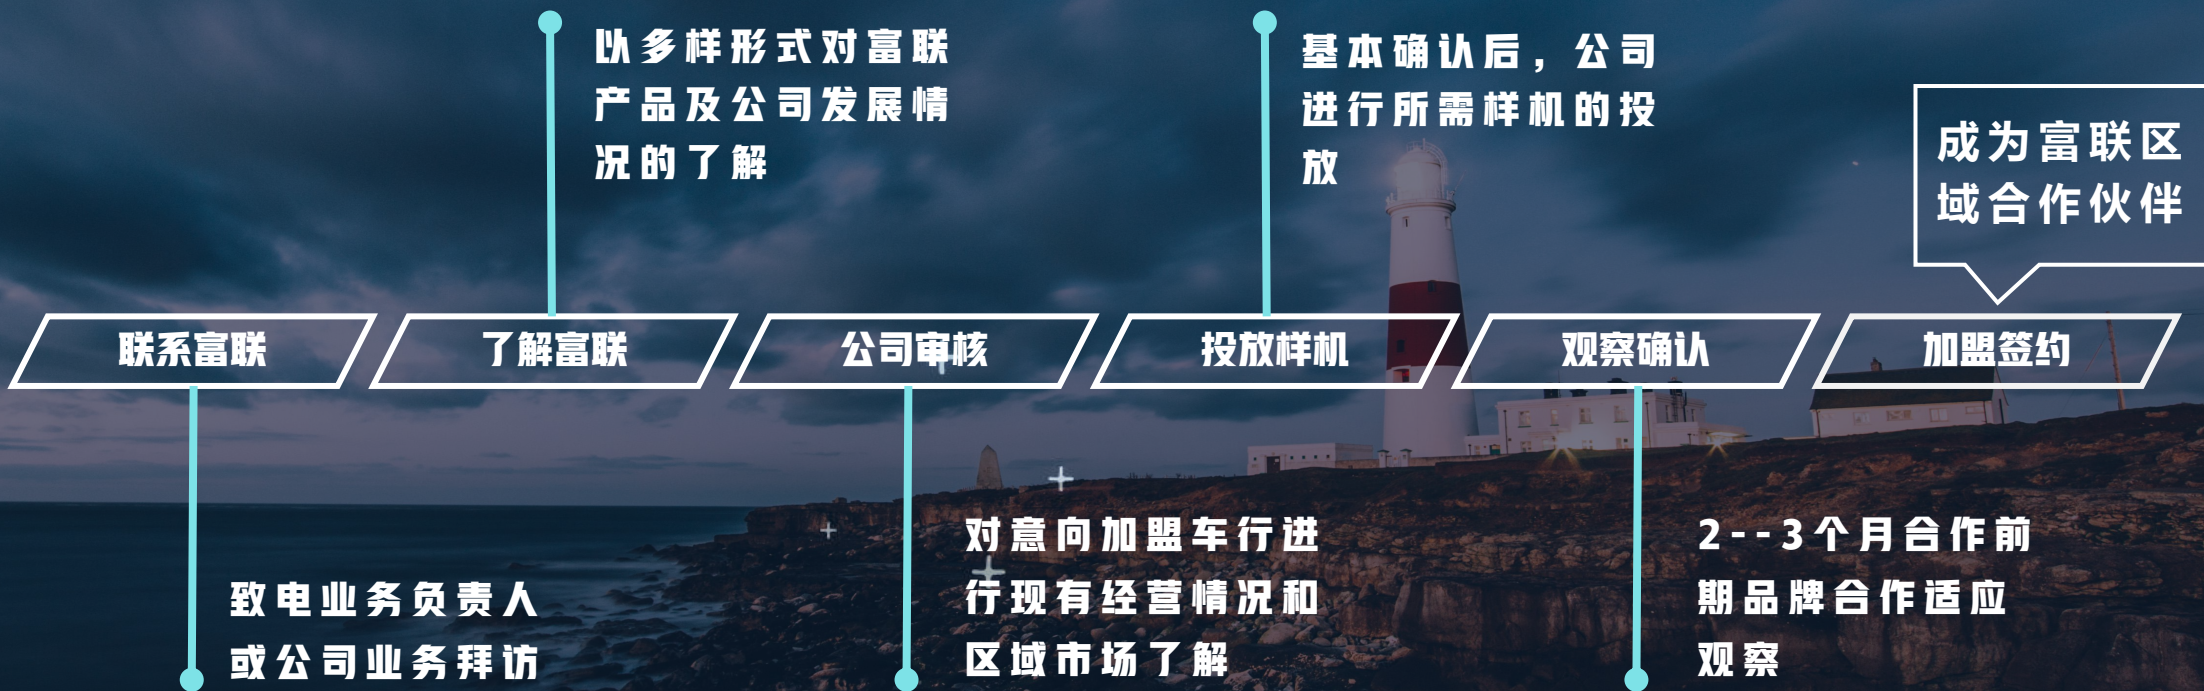 以多样形式对富联
产品及公司发展情
况的了解
基本确认后，公司
进行所需样机的投
放
成为富联区
域合作伙伴
联系富联
了解富联
公司审核
投放样机
观察确认
加盟签约
致电业务负责人
或公司业务拜访
对意向加盟车行进
行现有经营情况和
区域市场了解
2--3个月合作前
期品牌合作适应
观察